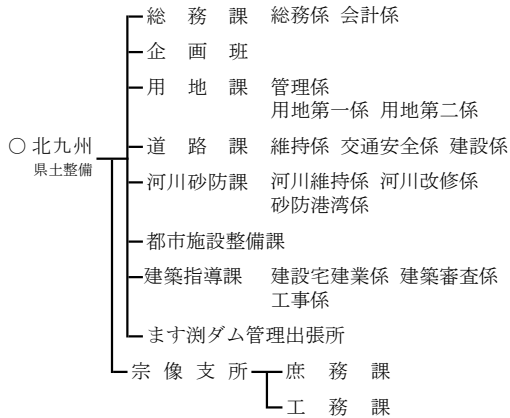 総務課 総務係 会計係
企画班
用地課 管理係
用地第一係 用地第二係
○北九州
県土整備
道路課 維持係 交通安全係 建設係
河川砂防課 河川維持係 河川改修係
砂防港湾係
都市施設整備課
建築指導課 建設宅建業係 建築審査係
工事係
ます渕ダム管理出張所
宗像支所 庶務課
工務課